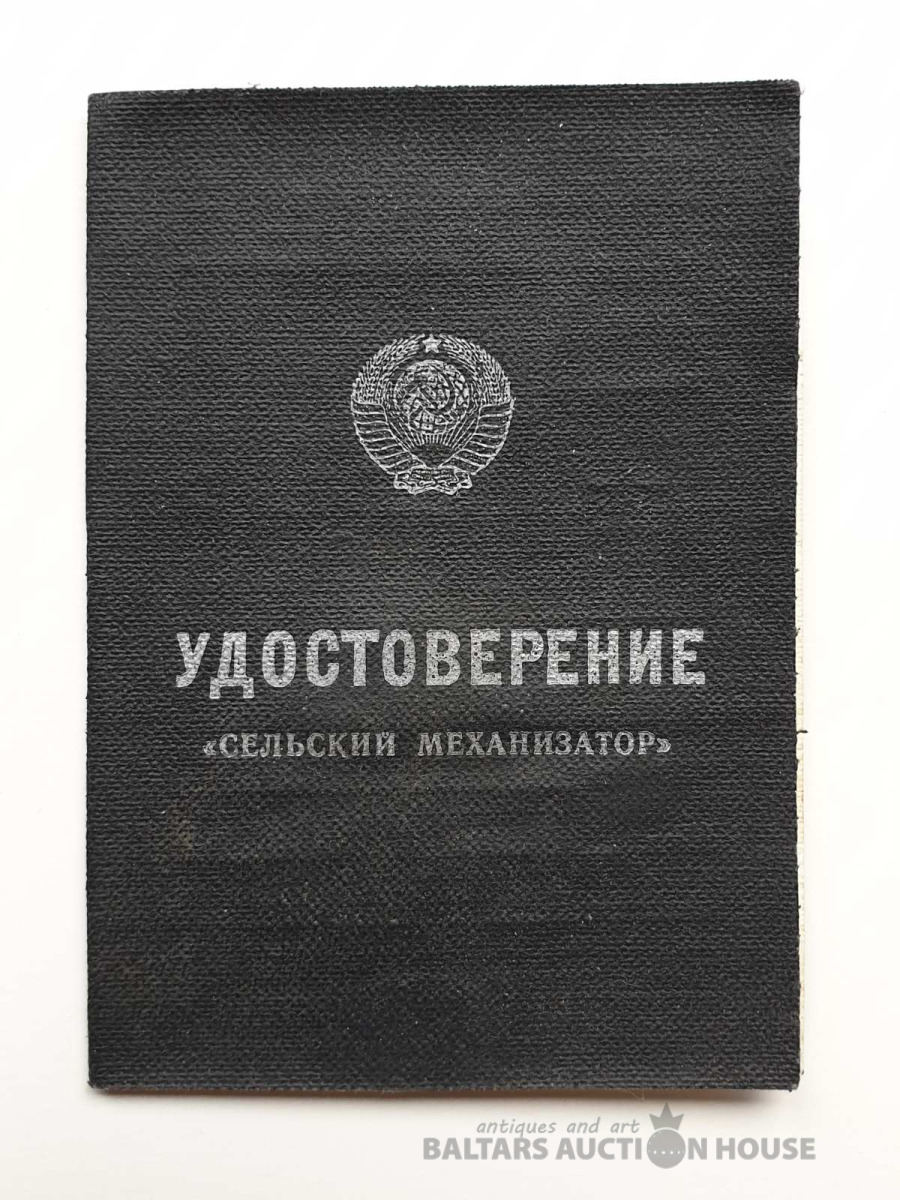 УДОСТОВЕРЕНИЕ
«СЕЛЬСКИЙ МЕХАНИЗАТОР»
antiques and art
BALTARS AUCTION HOUSE